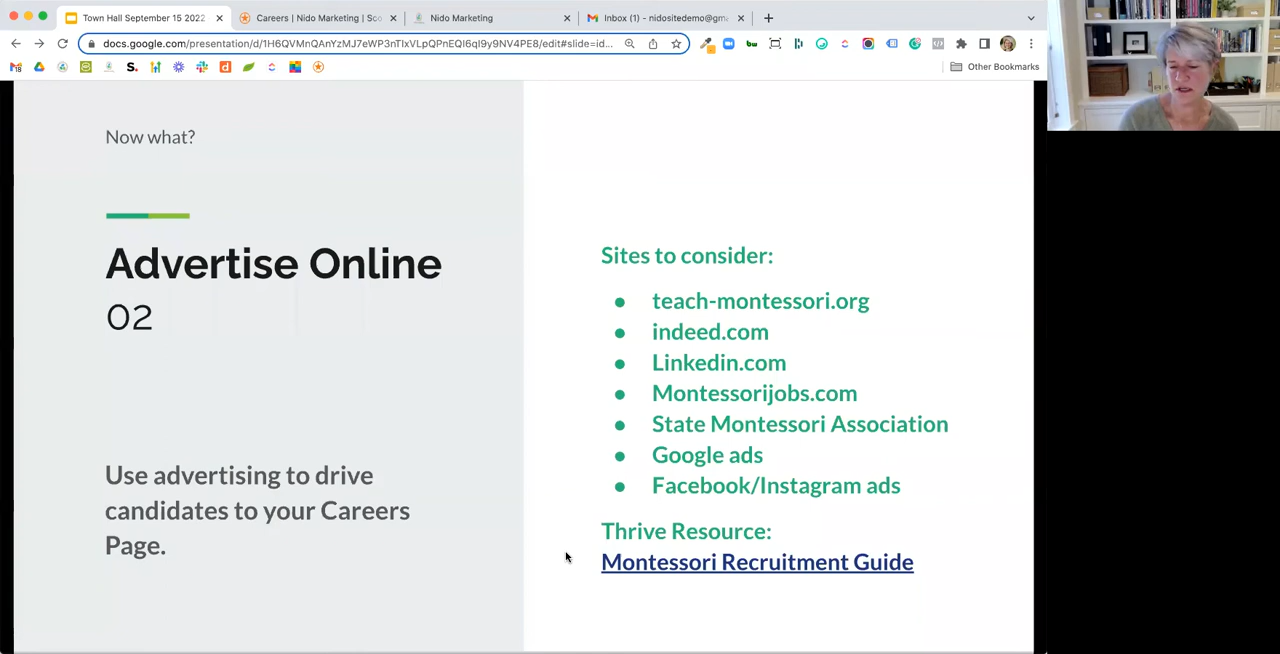 Town Hall September 15 2022
Careers | Nido Marketing | Sco
Nido Marketing
Inbox (1) - nidositedemo@gma
docs.google.com/presentation/d/1H6QVMnQAnYzMJ7eWP3nTlxVLpQPnEQI6qI9y9NV4PE8/edit#slide=id...
Other Bookmarks
Now what?
Advertise Online
02
Use advertising to drive
candidates to your Careers
Page.
Sites to consider:
● teach-montessori.org
● indeed.com
● Linkedin.com
● Montessorijobs.com
● State Montessori Association
● Google ads
● Facebook/Instagram ads
Thrive Resource:
Montessori Recruitment Guide